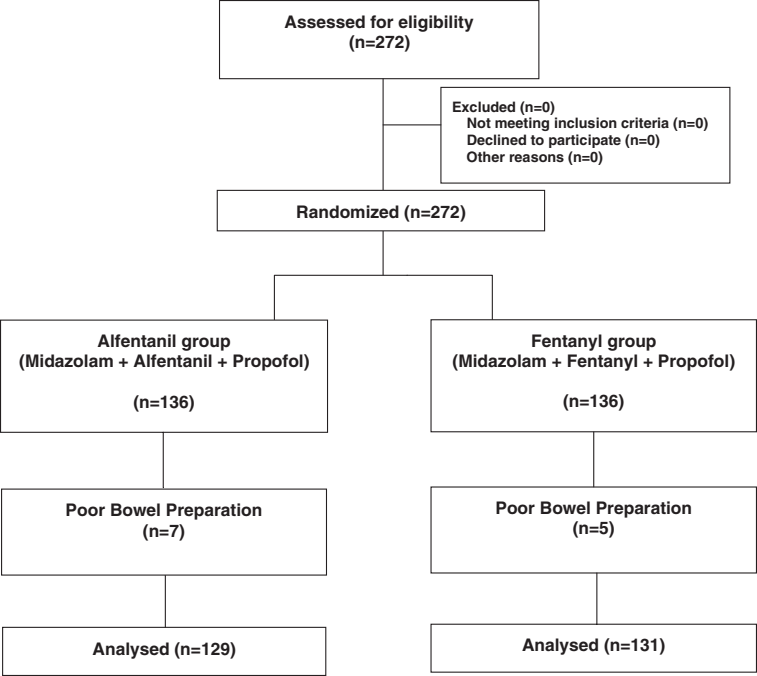 Assessed for eligibility
(n=272)
Excluded (n=0)
Not meeting inclusion criteria (n=0)
Declined to participate (n=0)
Other reasons (n=0)
Randomized (n=272)
Alfentanil group
(Midazolam + Alfentanil + Propofol)
(n=136)
Fentanyl group
(Midazolam + Fentanyl + Propofol)
(n=136)
Poor Bowel Preparation
(n=7)
Poor Bowel Preparation
(n=5)
Analysed (n=129)
Analysed (n=131)